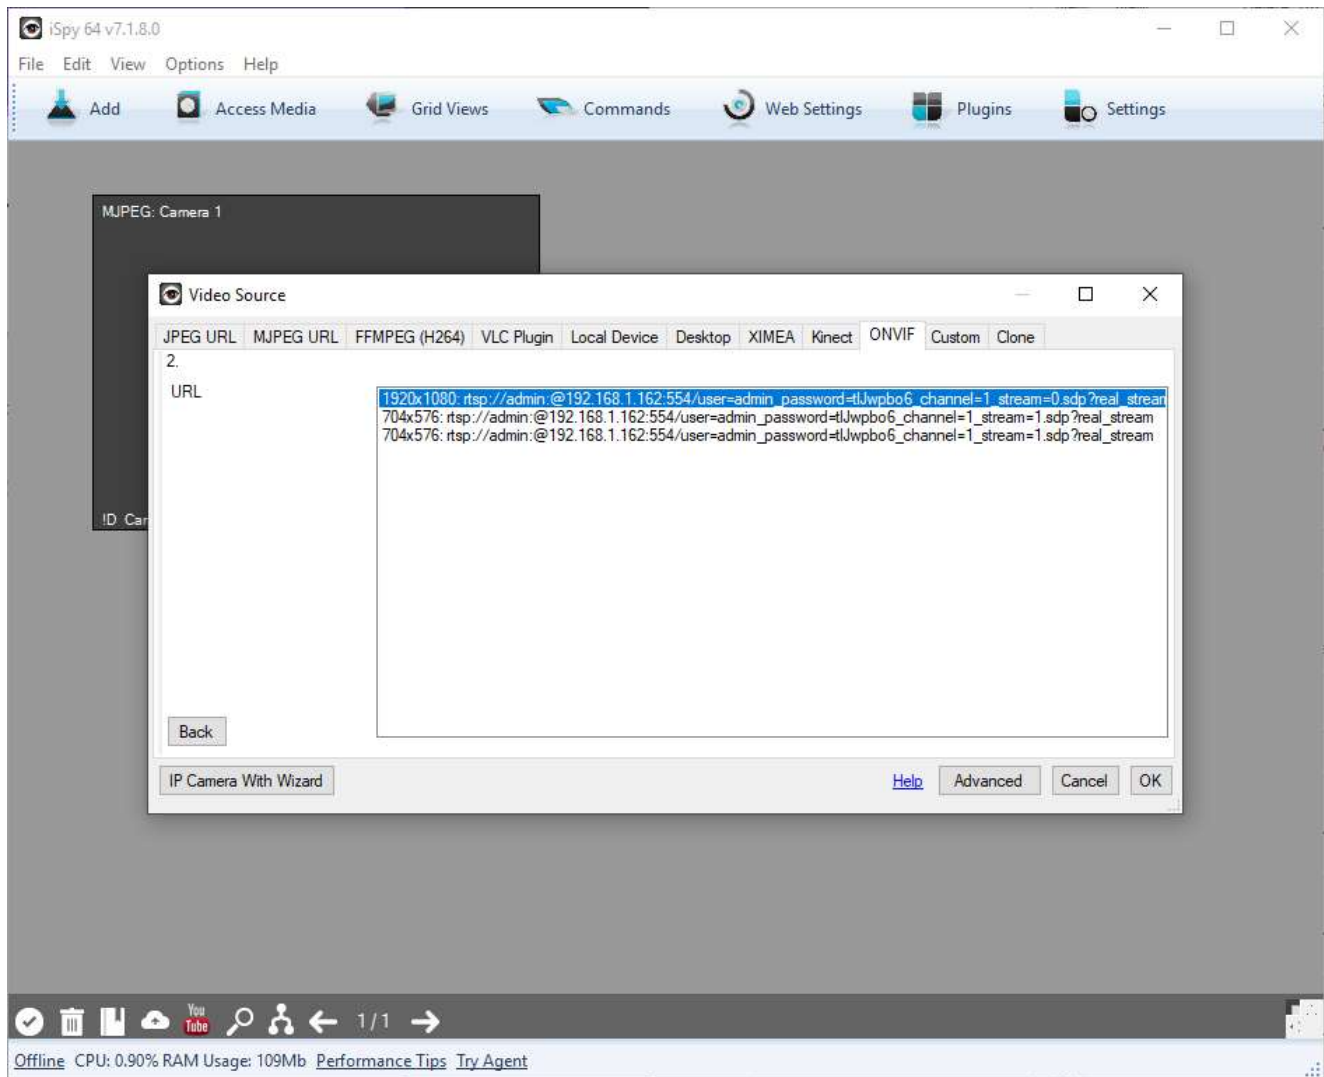 iSpy 64 v7.1.8.0
File Edit View Options Help
Add Access Media Grid Views Commands Web Settings Plugins Settings
MJPEG: Camera 1
Video Source
JPEG URL MJPEG URL FFMPEG (H264) VLC Plugin Local Device Desktop XIMEA Kinect ONVIF Custom Clone
2.
URL
1920x1080: rtsp://admin:@192.168.1.162:554/user=admin_password=tlJwpbo6_channel=1_stream=0.sdp?real_stream
704x576: rtsp://admin:@192.168.1.162:554/user=admin_password=tlJwpbo6_channel=1_stream=1.sdp?real_stream
704x576: rtsp://admin:@192.168.1.162:554/user=admin_password=tlJwpbo6_channel=1_stream=1.sdp?real_stream
!D Car
Back
IP Camera With Wizard Help Advanced Cancel OK
You Tube 1/1
Offline CPU: 0.90% RAM Usage: 109Mb Performance Tips Try Agent